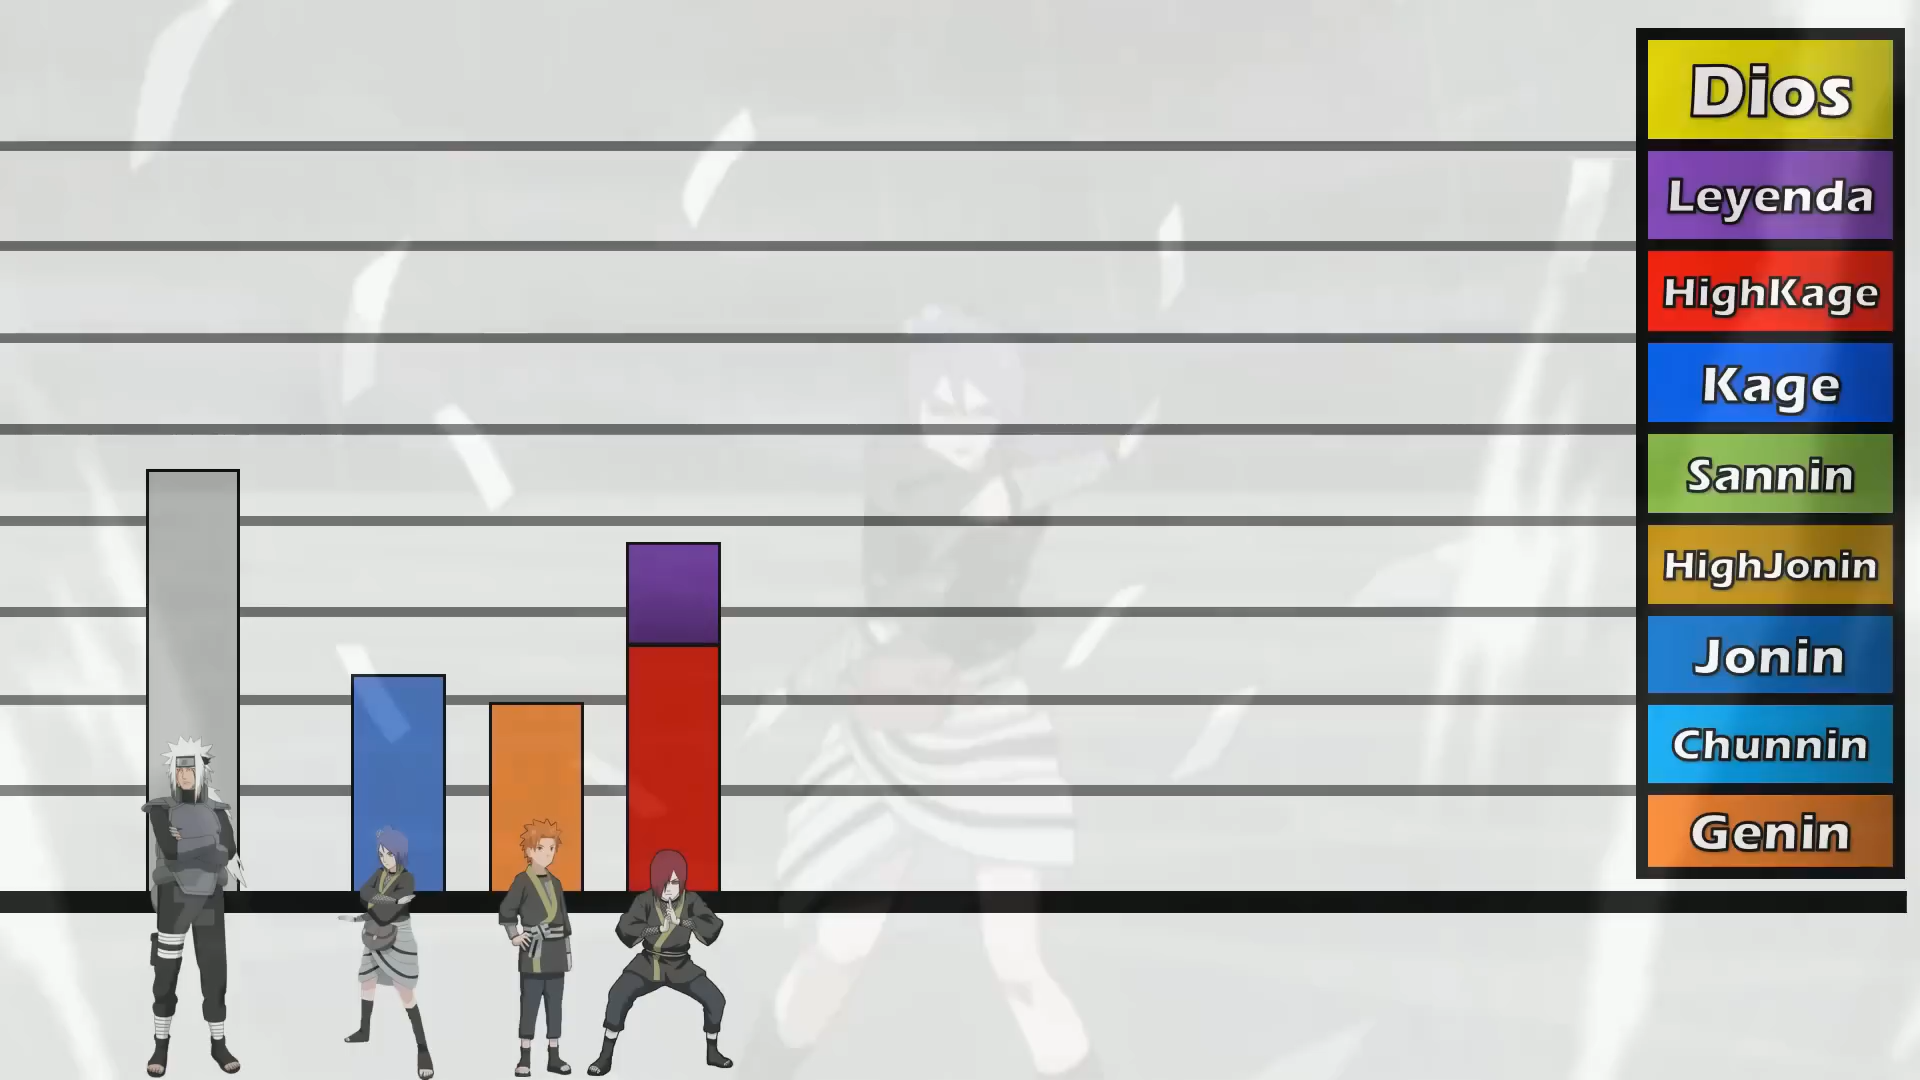 Dios
Leyenda
HighKage
Kage
Sannin
HighJonin
Jonin
Chunnin
Genin